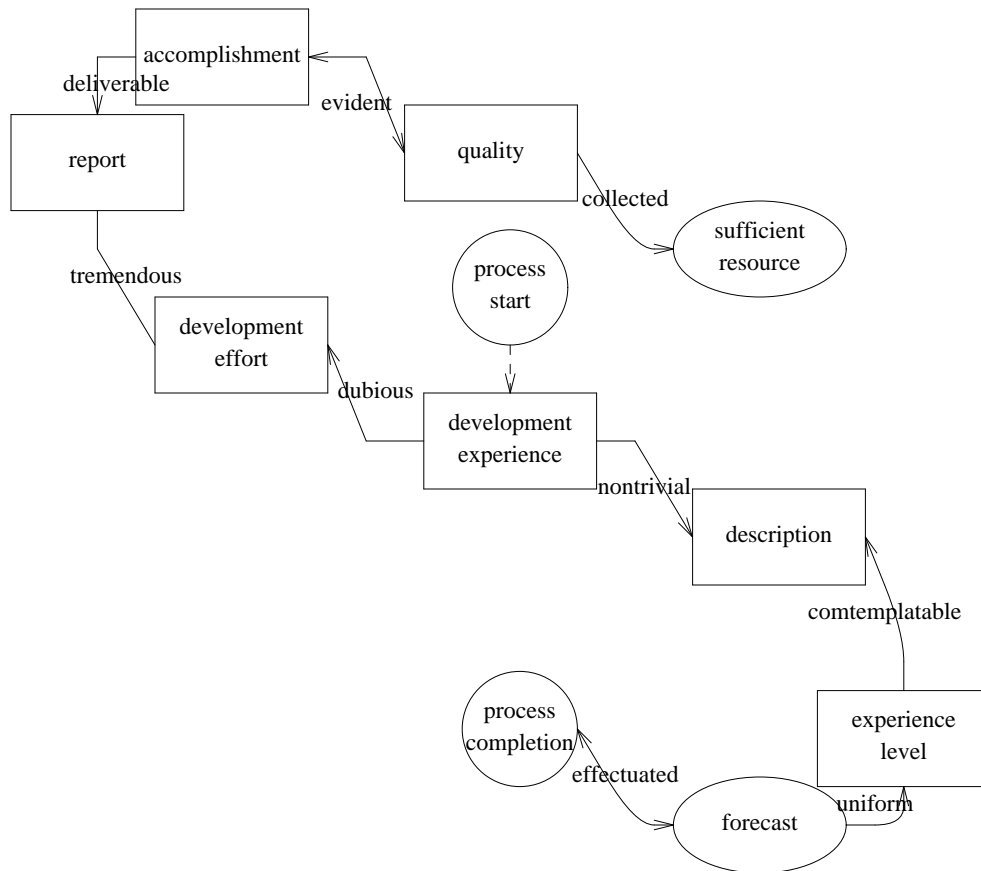 accomplishment
deliverable
evident
report
quality
collected
sufficient
resource
process
start
tremendous
development
effort
dubious
development
experience
nontrivial
description
comtemplatable
process
completion
experience
level
effectuated
uniform
forecast